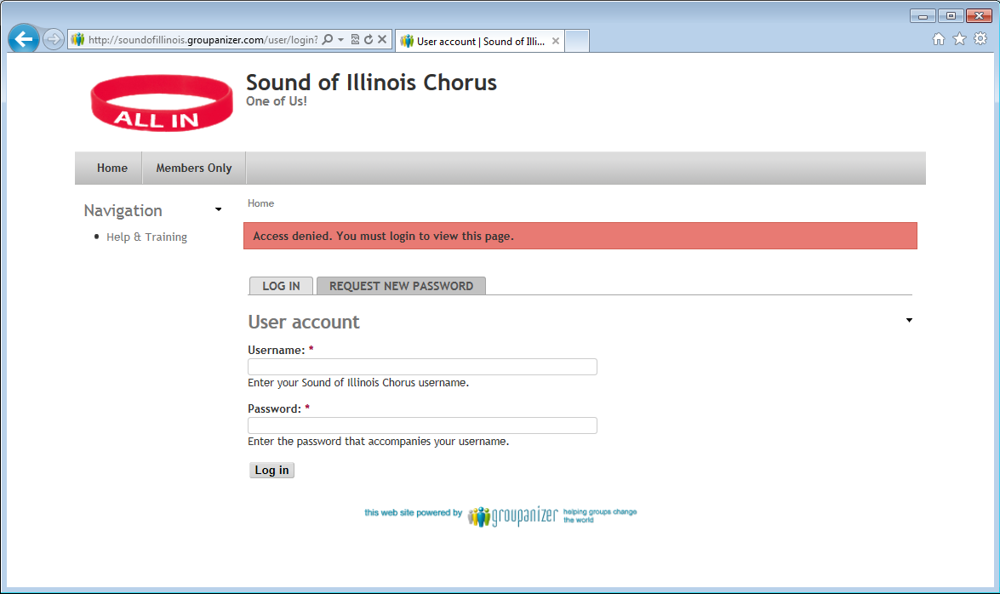 http://soundofillinois.groupanizer.com/user/login?
User account | Sound of Illi...
ALL IN
Sound of Illinois Chorus
One of Us!
Home
Members Only
Navigation
Help & Training
Home
Access denied. You must login to view this page.
LOG IN
REQUEST NEW PASSWORD
User account
Username: *
Enter your Sound of Illinois Chorus username.
Password: *
Enter the password that accompanies your username.
Log in
this web site powered by groupanizer helping groups change
the world